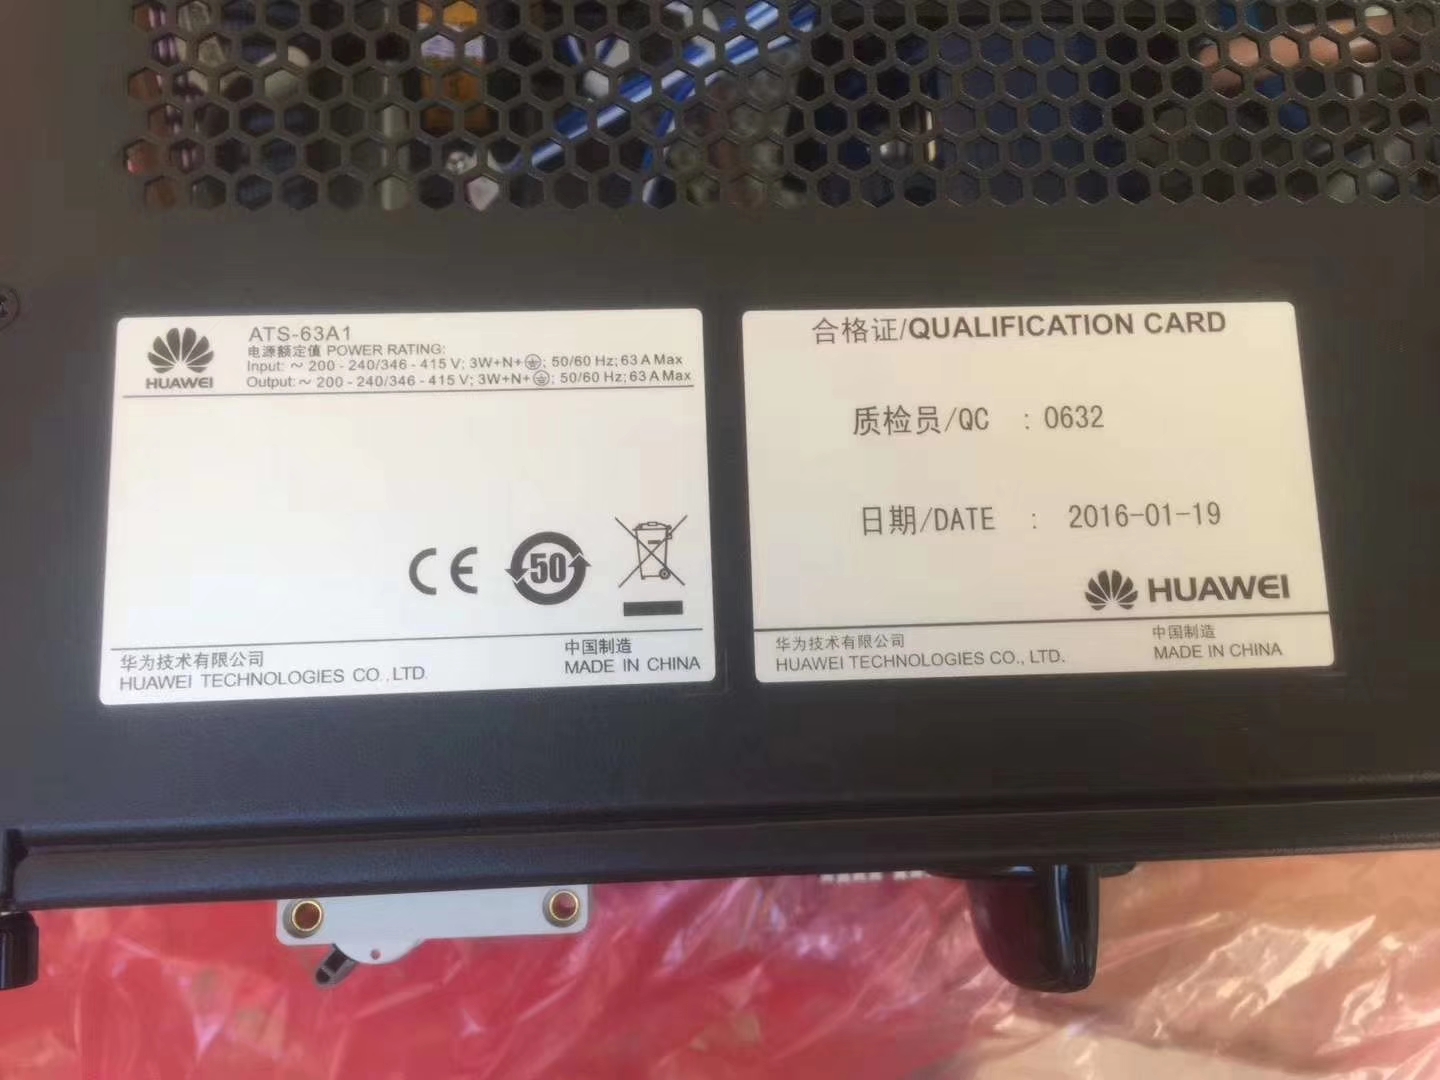 ATS-63A1
电源额定值 POWER RATING:
Input: ～ 200 - 240/346 - 415 V; 3W+N+⏚; 50/60 Hz; 63 A Max
Output: ～ 200 - 240/346 - 415 V; 3W+N+⏚; 50/60 Hz; 63 A Max
HUAWEI
CE 50
华为技术有限公司 中国制造
HUAWEI TECHNOLOGIES CO.,LTD. MADE IN CHINA
合格证/QUALIFICATION CARD
质检员/QC : 0632
日期/DATE : 2016-01-19
HUAWEI
华为技术有限公司 中国制造
HUAWEI TECHNOLOGIES CO., LTD. MADE IN CHINA